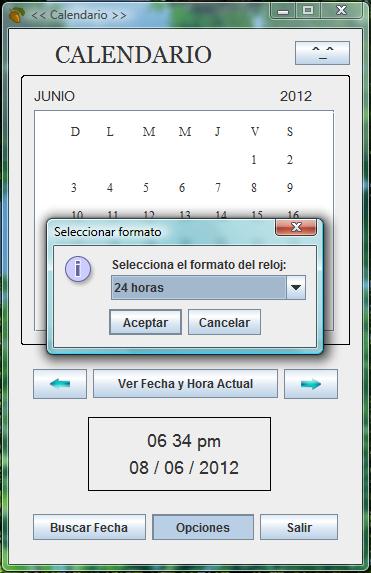 << Calendario >>
CALENDARIO
^_^
JUNIO 2012
D L M M J V S
1 2
3 4 5 6 7 8 9
10 11 12 13 14 15 16
Seleccionar formato
Selecciona el formato del reloj:
24 horas
Aceptar Cancelar
Ver Fecha y Hora Actual
06 34 pm
08 / 06 / 2012
Buscar Fecha Opciones Salir